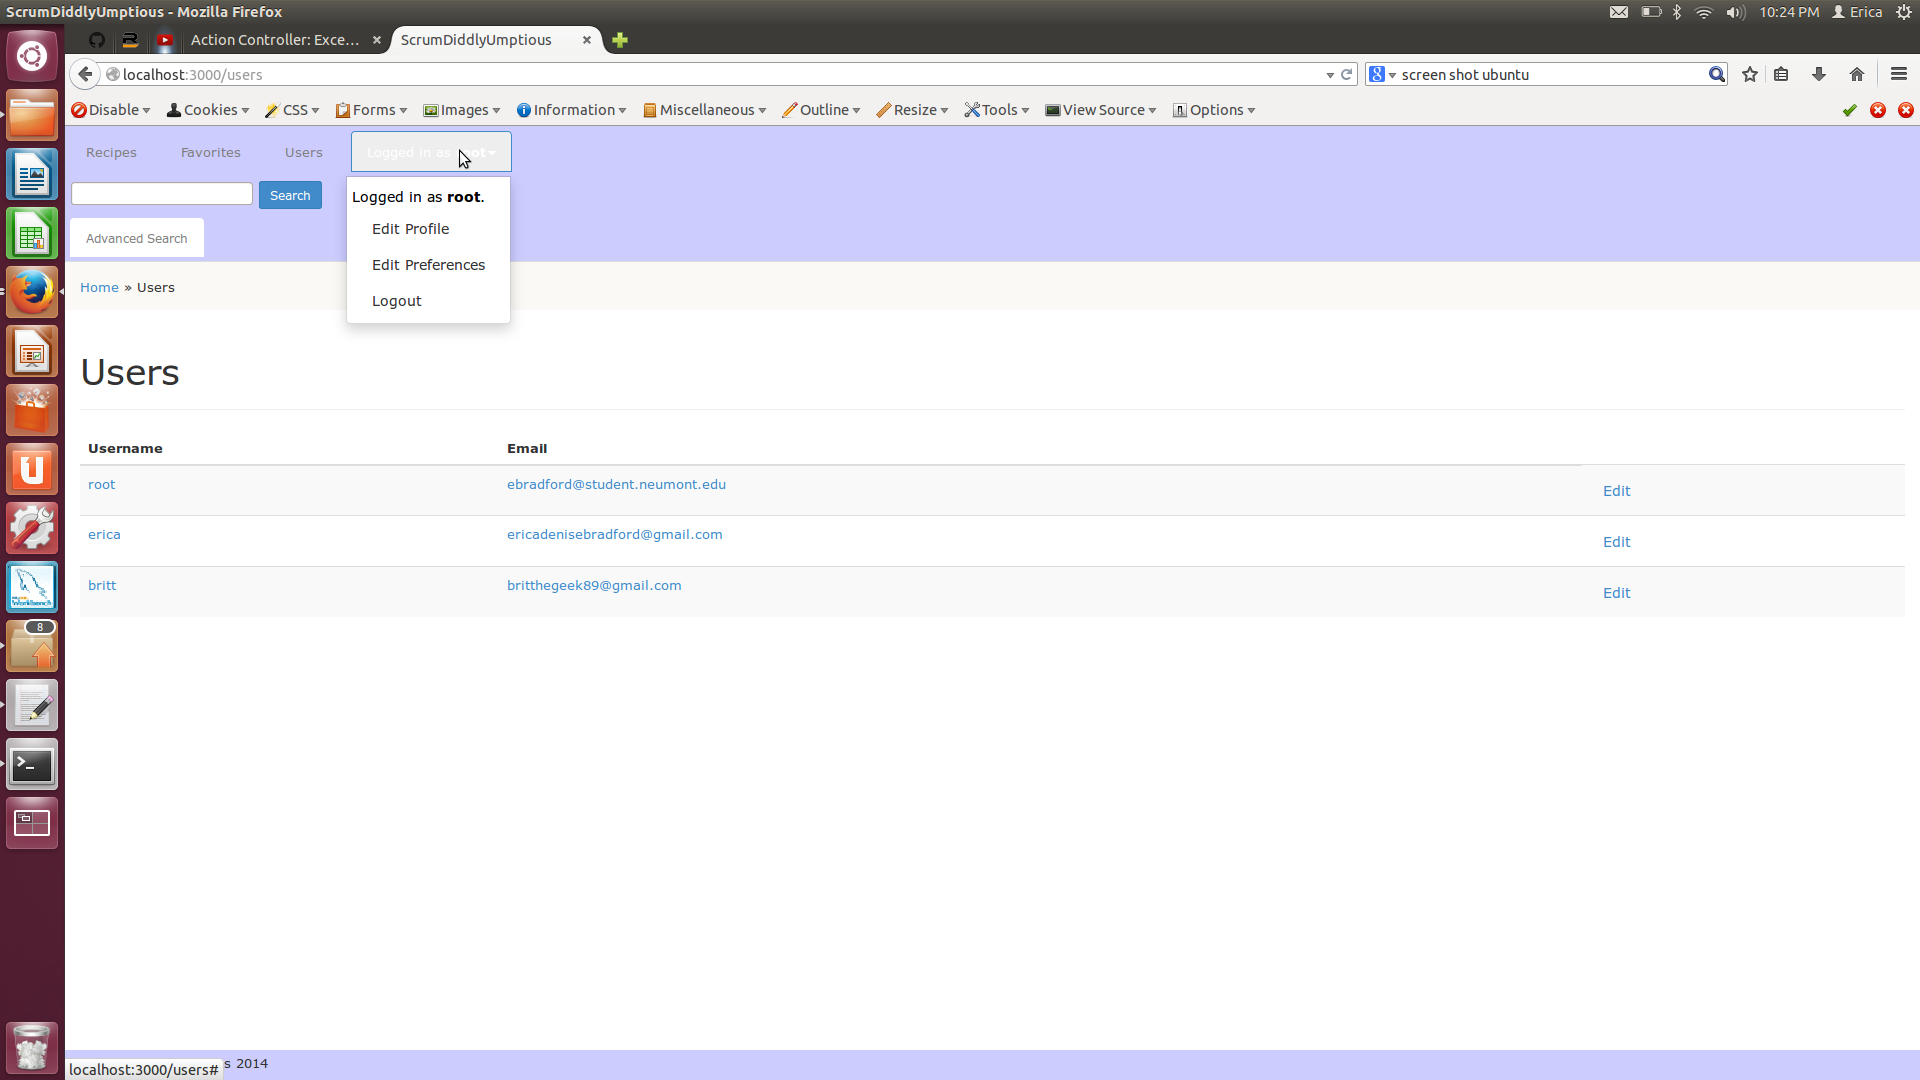 ScrumDiddlyUmptious - Mozilla Firefox
10:24 PM Erica
Action Controller: Exce...
ScrumDiddlyUmptious
localhost:3000/users
screen shot ubuntu
Disable Cookies CSS Forms Images Information Miscellaneous Outline Resize Tools View Source Options
Recipes Favorites Users Logged in as
Search
Logged in as root.
Edit Profile
Advanced Search
Edit Preferences
Home » Users
Logout
Users
Username Email
root ebradford@student.neumont.edu Edit
erica ericadenisebradford@gmail.com Edit
britt britthegeek89@gmail.com Edit
8
s 2014
localhost:3000/users#